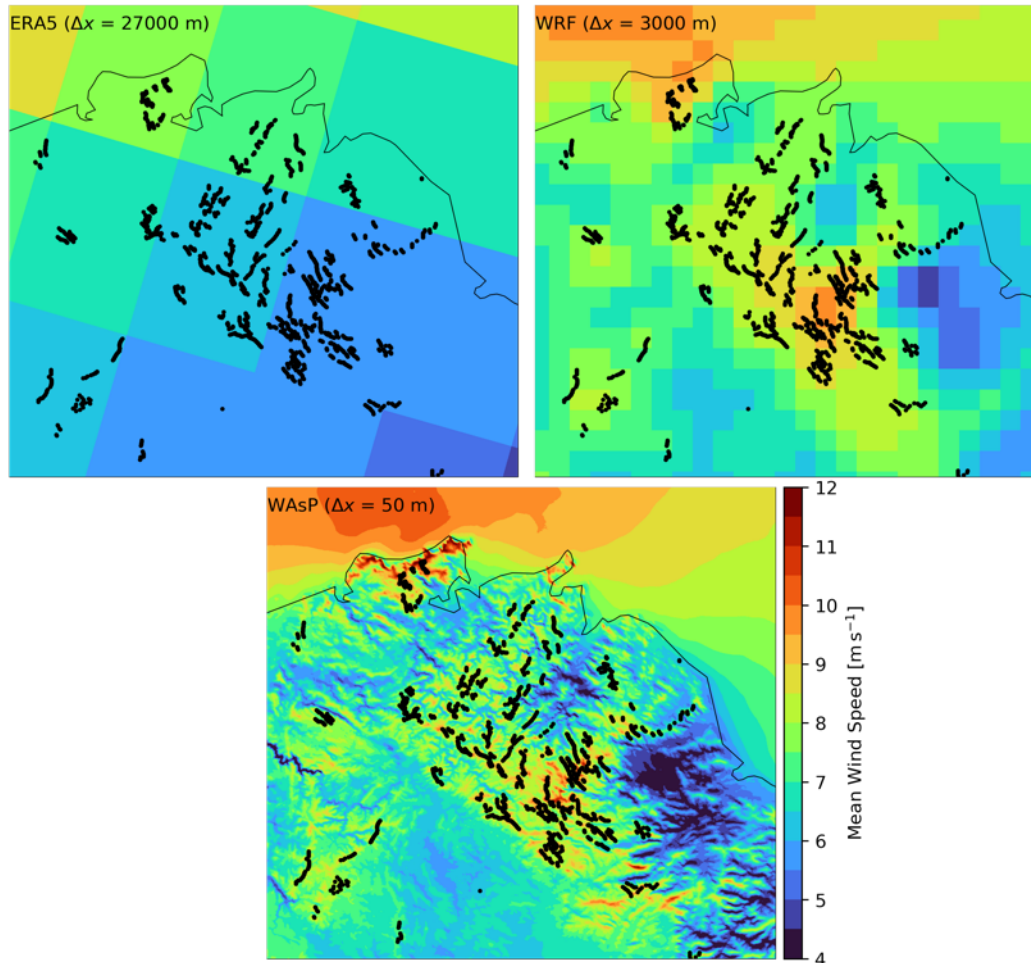 ERA5 (Δx = 27000 m)
WRF (Δx = 3000 m)
WAsP (Δx = 50 m)
12
11
10
9
8
7
6
5
4
Mean Wind Speed [m s⁻¹]